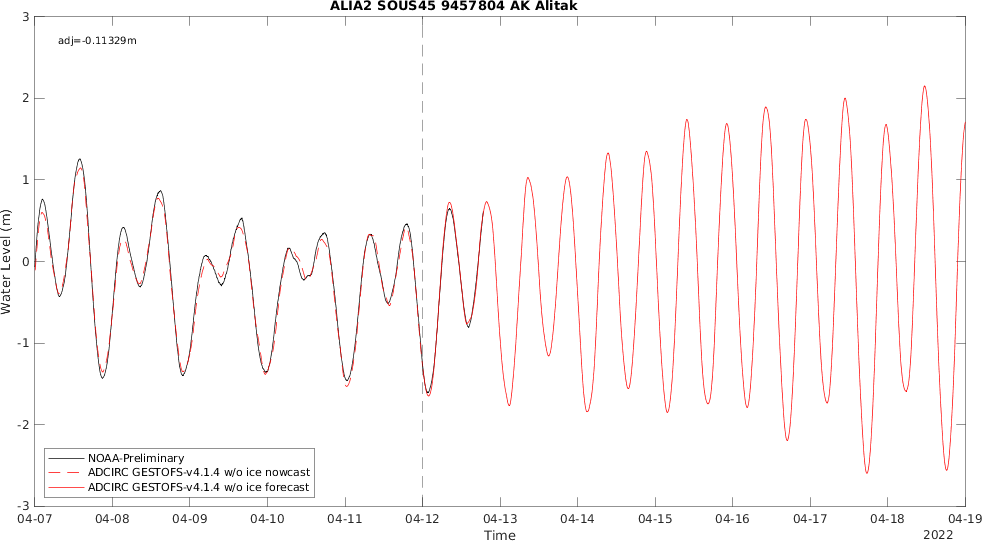 ALIA2 SOUS45 9457804 AK Alitak
adj=-0.11329m
3
2
1
0
-1
-2
-3
Water Level (m)
NOAA-Preliminary
ADCIRC GESTOFS-v4.1.4 w/o ice nowcast
ADCIRC GESTOFS-v4.1.4 w/o ice forecast
04-07 04-08 04-09 04-10 04-11 04-12 04-13 04-14 04-15 04-16 04-17 04-18 04-19
Time
2022